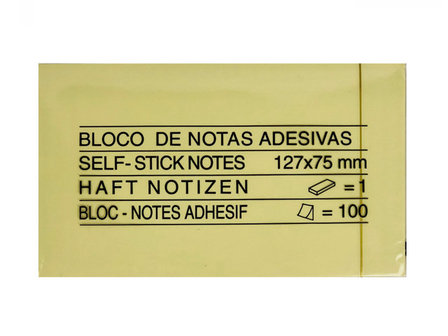 BLOCO DE NOTAS ADESIVAS
SELF-STICK NOTES 127x75 mm
HAFT NOTIZEN = 1
BLOC - NOTES ADHESIF = 100